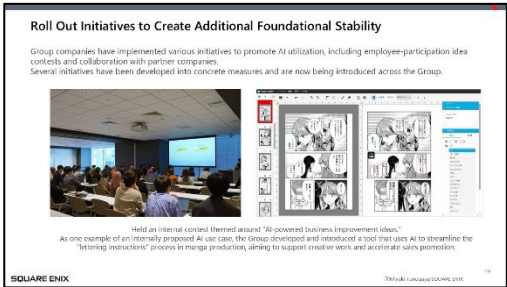 Roll Out Initiatives to Create Additional Foundational Stability
Group companies have implemented various initiatives to promote AI utilization, including employee-participation idea
contests and collaboration with partner companies.
Several initiatives have been developed into concrete measures and are now being introduced across the Group.
Held an internal contest themed around "AI-powered business improvement ideas."
As one example of an internally proposed AI use case, the Group developed and introduced a tool that uses AI to streamline the
"lettering instructions" process in manga production, aiming to support creative work and accelerate sales promotion.
SQUARE ENIX
/SQUARE ENIX